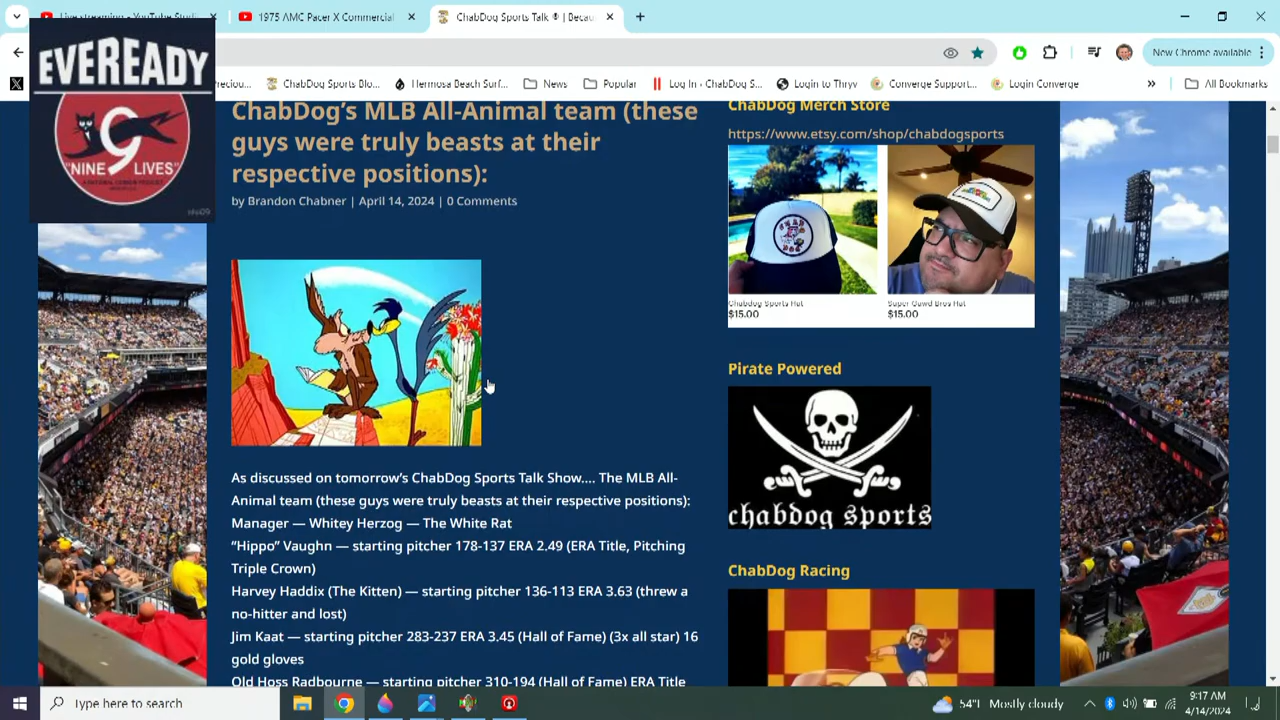 Live streaming - YouTube Studio
1975 AMC Pacer X Commercial
ChabDog Sports Talk ® | Becau
New Chrome available
reciou...
ChabDog Sports Blo...
Hermosa Beach Surf...
News
Popular
Log In ‹ ChabDog S...
Login to Thryv
Converge Support...
Login Converge
»
All Bookmarks
EVEREADY
9
"NINE LIVES"
ChabDog's MLB All-Animal team (these
guys were truly beasts at their
respective positions):
by Brandon Chabner | April 14, 2024 | 0 Comments
As discussed on tomorrow's ChabDog Sports Talk Show.... The MLB All-
Animal team (these guys were truly beasts at their respective positions):
Manager — Whitey Herzog — The White Rat
"Hippo" Vaughn — starting pitcher 178-137 ERA 2.49 (ERA Title, Pitching
Triple Crown)
Harvey Haddix (The Kitten) — starting pitcher 136-113 ERA 3.63 (threw a
no-hitter and lost)
Jim Kaat — starting pitcher 283-237 ERA 3.45 (Hall of Fame) (3x all star) 16
gold gloves
Old Hoss Radbourne — starting pitcher 310-194 (Hall of Fame) ERA Title
ChabDog Merch Store
https://www.etsy.com/shop/chabdogsports
Chabdog Sports Hat
$15.00
Super Gawd Bros Hat
$15.00
Pirate Powered
chabdog sports
ChabDog Racing
Type here to search
54°F Mostly cloudy
9:17 AM
4/14/2024